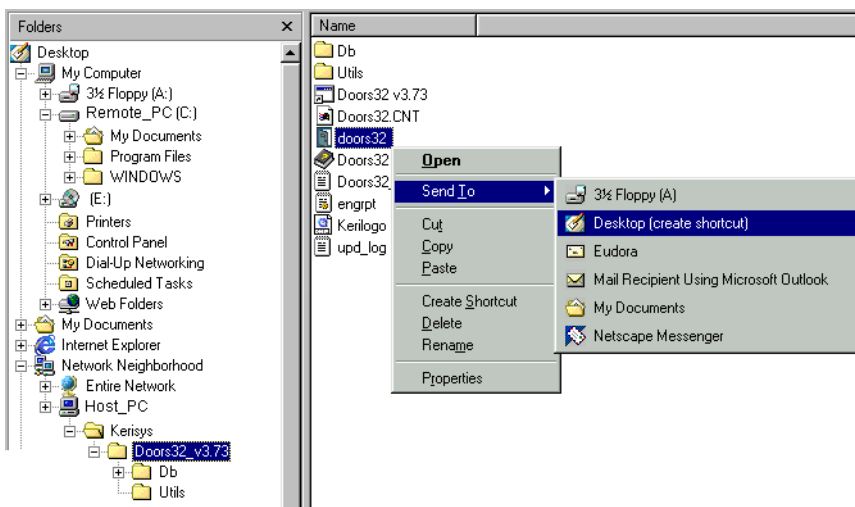 Folders
Desktop
My Computer
3½ Floppy (A:)
Remote_PC (C:)
My Documents
Program Files
WINDOWS
(E:)
Printers
Control Panel
Dial-Up Networking
Scheduled Tasks
Web Folders
My Documents
Internet Explorer
Network Neighborhood
Entire Network
Host_PC
Kerisys
Doors32_v3.73
Db
Utils
Name
Db
Utils
Doors32 v3.73
Doors32.CNT
doors32
Doors32
Doors32_
engrpt
Kerilogo
upd_log
Open
Send To
Cut
Copy
Paste
Create Shortcut
Delete
Rename
Properties
3½ Floppy (A)
Desktop (create shortcut)
Eudora
Mail Recipient Using Microsoft Outlook
My Documents
Netscape Messenger